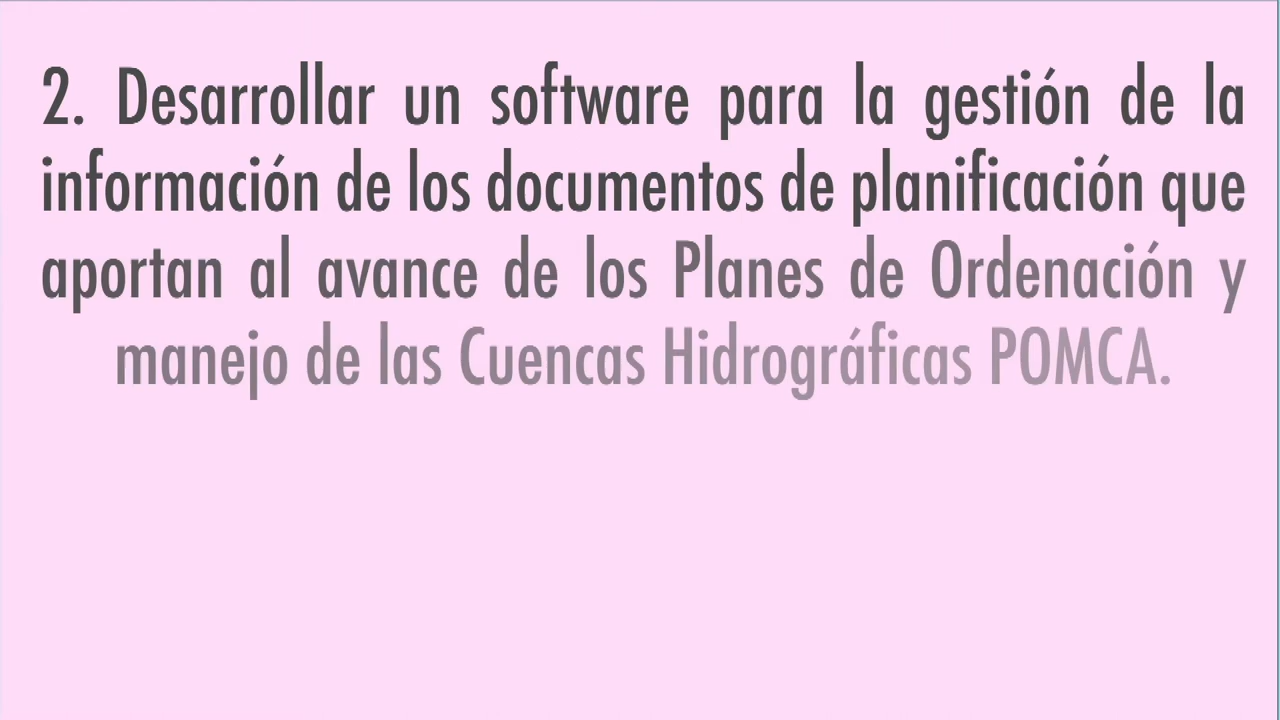 2. Desarrollar un software para la gestión de la
información de los documentos de planificación que
aportan al avance de los Planes de Ordenación y
manejo de las Cuencas Hidrográficas POMCA.